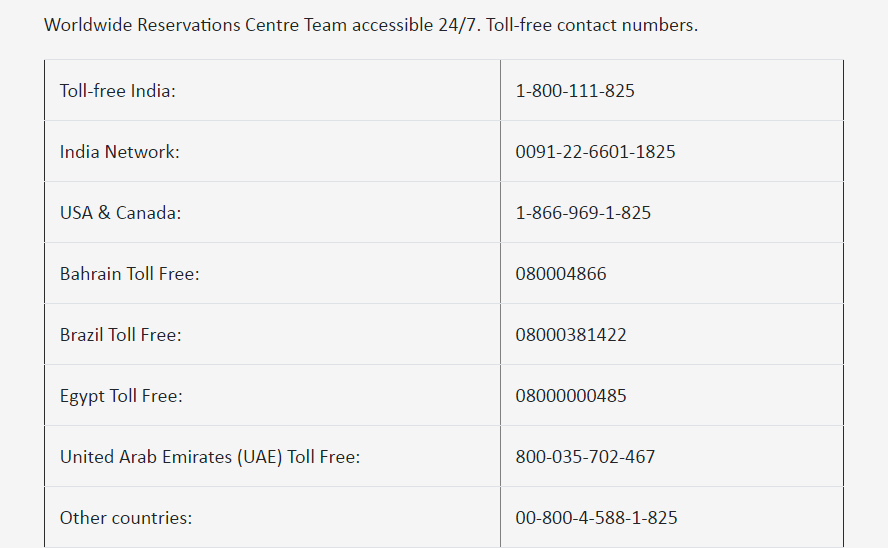 Worldwide Reservations Centre Team accessible 24/7. Toll-free contact numbers.
Toll-free India: 1-800-111-825
India Network: 0091-22-6601-1825
USA & Canada: 1-866-969-1-825
Bahrain Toll Free: 080004866
Brazil Toll Free: 08000381422
Egypt Toll Free: 08000000485
United Arab Emirates (UAE) Toll Free: 800-035-702-467
Other countries: 00-800-4-588-1-825